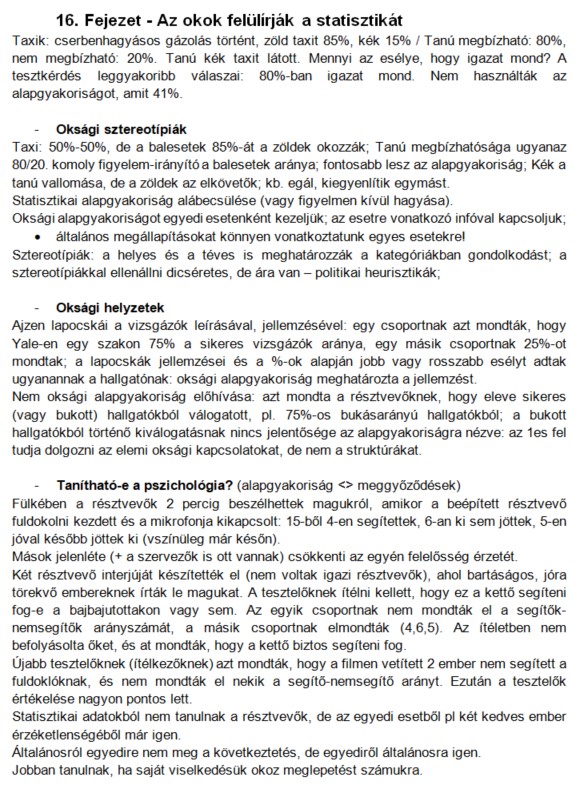 16. Fejezet - Az okok felülírják a statisztikát
Taxik: cserbenhagyásos gázolás történt, zöld taxit 85%, kék 15% / Tanú megbízható: 80%,
nem megbízható: 20%. Tanú kék taxit látott. Mennyi az esélye, hogy igazat mond? A
tesztkérdés leggyakoribb válaszai: 80%-ban igazat mond. Nem használták az
alapgyakoriságot, amit 41%.
- Oksági sztereotípiák
Taxi: 50%-50%, de a balesetek 85%-át a zöldek okozzák; Tanú megbízhatósága ugyanaz
80/20. komoly figyelem-irányító a balesetek aránya; fontosabb lesz az alapgyakoriság; Kék a
tanú vallomása, de a zöldek az elkövetők; kb. egál, kiegyenlítik egymást.
Statisztikai alapgyakoriság alábecsülése (vagy figyelmen kívül hagyása).
Oksági alapgyakoriságot egyedi esetenként kezeljük; az esetre vonatkozó infóval kapcsoljuk;
• általános megállapításokat könnyen vonatkoztatunk egyes esetekre!
Sztereotípiák: a helyes és a téves is meghatározzák a kategóriákban gondolkodást; a
sztereotípiákkal ellenállni dicséretes, de ára van – politikai heurisztikák;
- Oksági helyzetek
Ajzen lapocskái a vizsgázók leírásával, jellemzésével: egy csoportnak azt mondták, hogy
Yale-en egy szakon 75% a sikeres vizsgázók aránya, egy másik csoportnak 25%-ot
mondtak; a lapocskák jellemzései és a %-ok alapján jobb vagy rosszabb esélyt adtak
ugyanannak a hallgatónak: oksági alapgyakoriság meghatározta a jellemzést.
Nem oksági alapgyakoriság előhívása: azt mondta a résztvevőknek, hogy eleve sikeres
(vagy bukott) hallgatókból válogatott, pl. 75%-os bukásarányú hallgatókból; a bukott
hallgatókból történő kiválogatásnak nincs jelentősége az alapgyakoriságra nézve: az 1es fel
tudja dolgozni az elemi oksági kapcsolatokat, de nem a struktúrákat.
- Tanítható-e a pszichológia? (alapgyakoriság <> meggyőződések)
Fülkében a résztvevők 2 percig beszélhettek magukról, amikor a beépített résztvevő
fuldokolni kezdett és a mikrofonja kikapcsolt: 15-ből 4-en segítettek, 6-an ki sem jöttek, 5-en
jóval később jöttek ki (vszínüleg már későn).
Mások jelenléte (+ a szervezők is ott vannak) csökkenti az egyén felelősség érzetét.
Két résztvevő interjúját készítették el (nem voltak igazi résztvevők), ahol bartáságos, jóra
törekvő embereknek írták le magukat. A tesztelőknek ítélni kellett, hogy ez a kettő segíteni
fog-e a bajbajutottakon vagy sem. Az egyik csoportnak nem mondták el a segítők-
nemsegítők arányszámát, a másik csoportnak elmondták (4,6,5). Az ítéletben nem
befolyásolta őket, és at mondták, hogy a kettő biztos segíteni fog.
Újabb tesztelőknek (ítélkezőknek) azt mondták, hogy a filmen vetített 2 ember nem segített a
fuldoklóknak, és nem mondták el nekik a segítő-nemsegítő arányt. Ezután a tesztelők
értékelése nagyon pontos lett.
Statisztikai adatokból nem tanulnak a résztvevők, de az egyedi esetből pl két kedves ember
érzéketlenségéből már igen.
Általánosról egyedire nem meg a következtetés, de egyediről általánosra igen.
Jobban tanulnak, ha saját viselkedésük okoz meglepetést számukra.